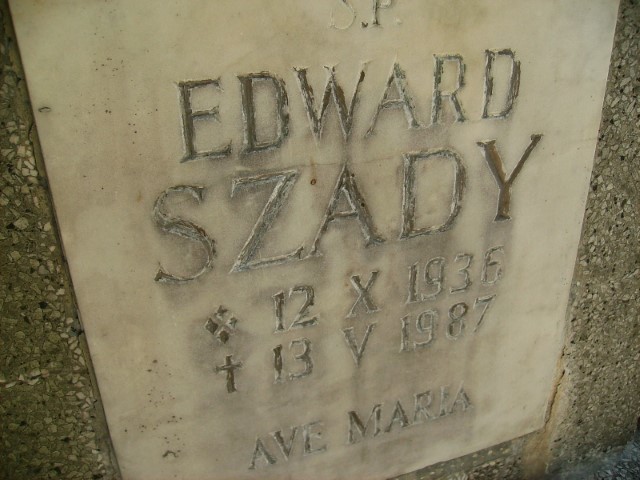 Ś.P.
EDWARD
SZADY
* 12 X 1936
† 13 V 1987
AVE MARIA